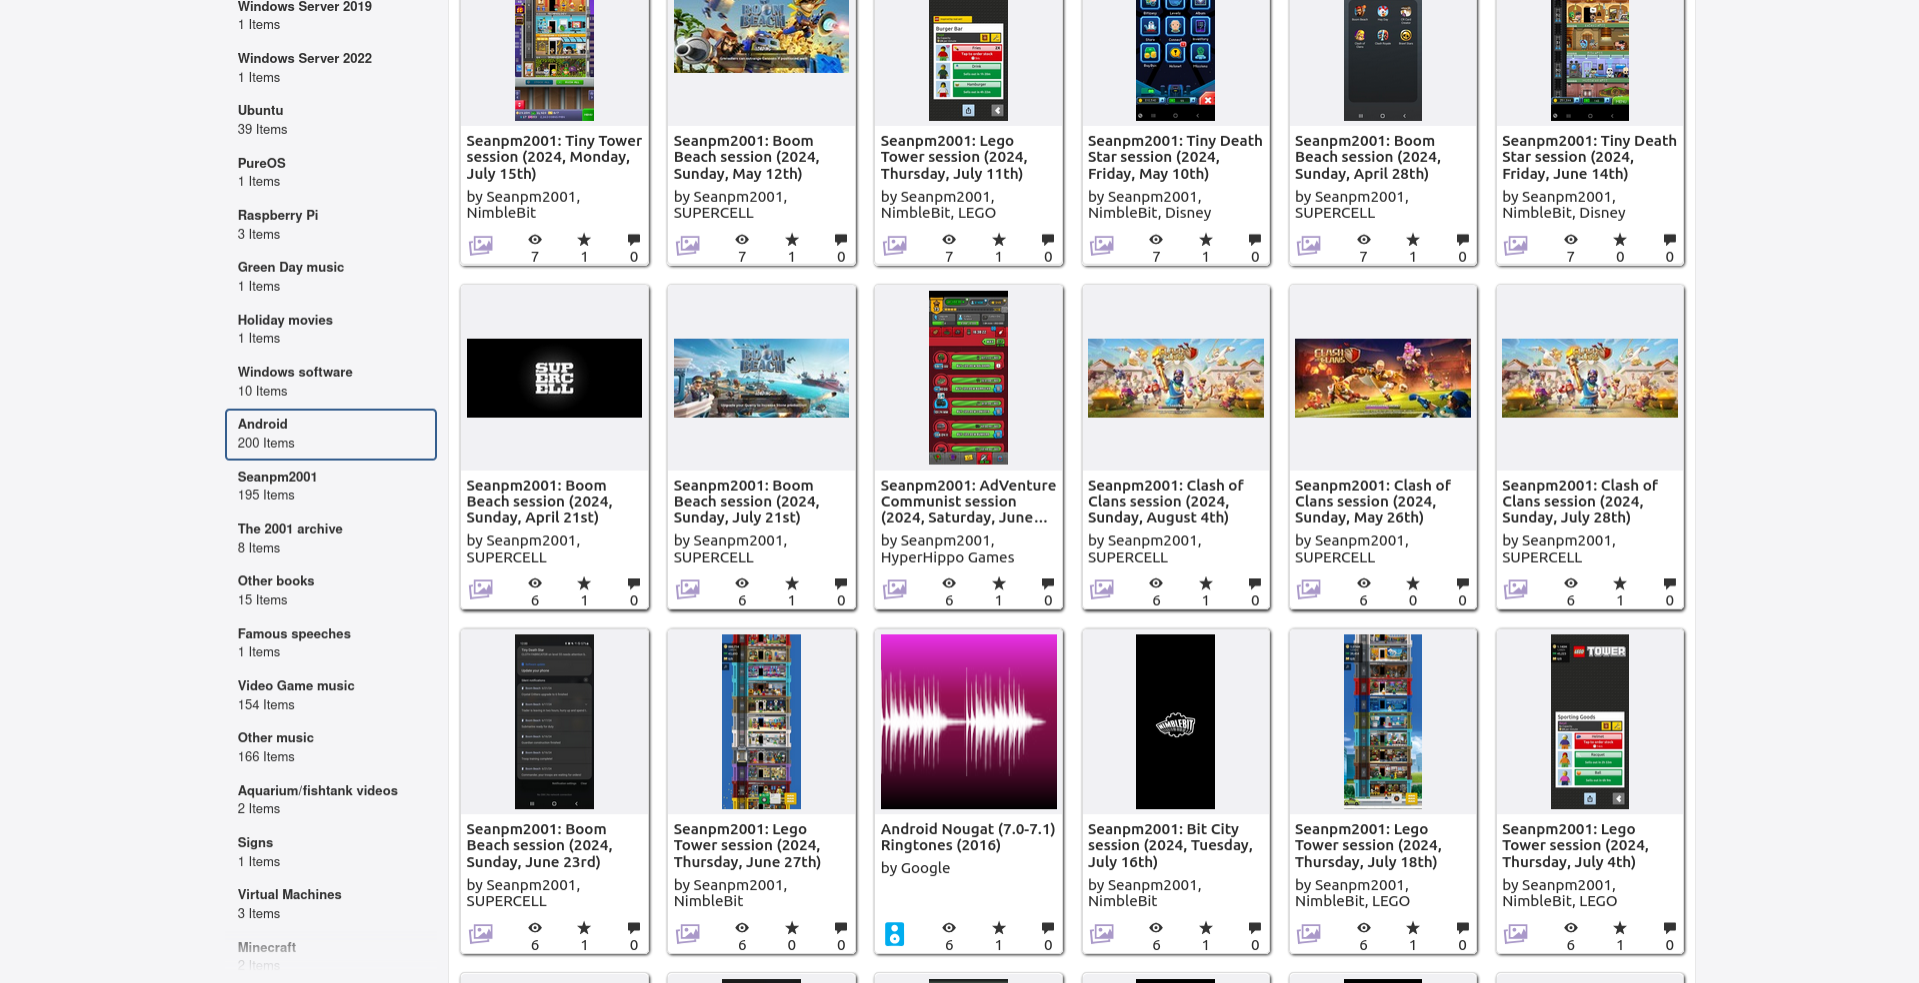 Windows Server 2019
1 Items
Windows Server 2022
1 Items
Ubuntu
39 Items
PureOS
1 Items
Raspberry Pi
3 Items
Green Day music
1 Items
Holiday movies
1 Items
Windows software
10 Items
Android
200 Items
Seanpm2001
195 Items
The 2001 archive
8 Items
Other books
15 Items
Famous speeches
1 Items
Video Game music
154 Items
Other music
166 Items
Aquarium/fishtank videos
2 Items
Signs
1 Items
Virtual Machines
3 Items
Minecraft
2 Items
Seanpm2001: Tiny Tower
session (2024, Monday,
July 15th)
by Seanpm2001,
NimbleBit
7 1 0
BOOM
BEACH
Seanpm2001: Boom
Beach session (2024,
Sunday, May 12th)
by Seanpm2001,
SUPERCELL
7 1 0
Burger Bar
Seanpm2001: Lego
Tower session (2024,
Thursday, July 11th)
by Seanpm2001,
NimbleBit, LEGO
7 1 0
Seanpm2001: Tiny Death
Star session (2024,
Friday, May 10th)
by Seanpm2001,
NimbleBit, Disney
7 1 0
Seanpm2001: Boom
Beach session (2024,
Sunday, April 28th)
by Seanpm2001,
SUPERCELL
7 1 0
Seanpm2001: Tiny Death
Star session (2024,
Friday, June 14th)
by Seanpm2001,
NimbleBit, Disney
7 0 0
SUP
ERC
ELL
Seanpm2001: Boom
Beach session (2024,
Sunday, April 21st)
by Seanpm2001,
SUPERCELL
6 1 0
BOOM
BEACH
Seanpm2001: Boom
Beach session (2024,
Sunday, July 21st)
by Seanpm2001,
SUPERCELL
6 1 0
Seanpm2001: AdVenture
Communist session
(2024, Saturday, June...
by Seanpm2001,
HyperHippo Games
6 1 0
Seanpm2001: Clash of
Clans session (2024,
Sunday, August 4th)
by Seanpm2001,
SUPERCELL
6 1 0
CLASH
CLANS
Seanpm2001: Clash of
Clans session (2024,
Sunday, May 26th)
by Seanpm2001,
SUPERCELL
6 0 0
Seanpm2001: Clash of
Clans session (2024,
Sunday, July 28th)
by Seanpm2001,
SUPERCELL
6 1 0
Seanpm2001: Boom
Beach session (2024,
Sunday, June 23rd)
by Seanpm2001,
SUPERCELL
6 1 0
Seanpm2001: Lego
Tower session (2024,
Thursday, June 27th)
by Seanpm2001,
NimbleBit
6 0 0
Android Nougat (7.0-7.1)
Ringtones (2016)
by Google
6 1 0
NIMBLEBIT
Seanpm2001: Bit City
session (2024, Tuesday,
July 16th)
by Seanpm2001,
NimbleBit
6 1 0
Seanpm2001: Lego
Tower session (2024,
Thursday, July 18th)
by Seanpm2001,
NimbleBit, LEGO
6 1 0
TOWER
Sporting Goods
Seanpm2001: Lego
Tower session (2024,
Thursday, July 4th)
by Seanpm2001,
NimbleBit, LEGO
6 1 0